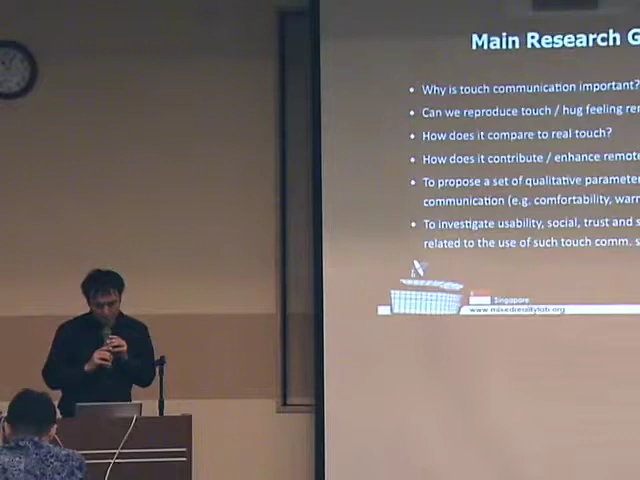 Main Research G
• Why is touch communication important?
• Can we reproduce touch / hug feeling rem
• How does it compare to real touch?
• How does it contribute / enhance remote
• To propose a set of qualitative parameter
communication (e.g. comfortability, warm
• To investigate usability, social, trust and s
related to the use of such touch comm. s
Singapore
www.mixedrealitylab.org